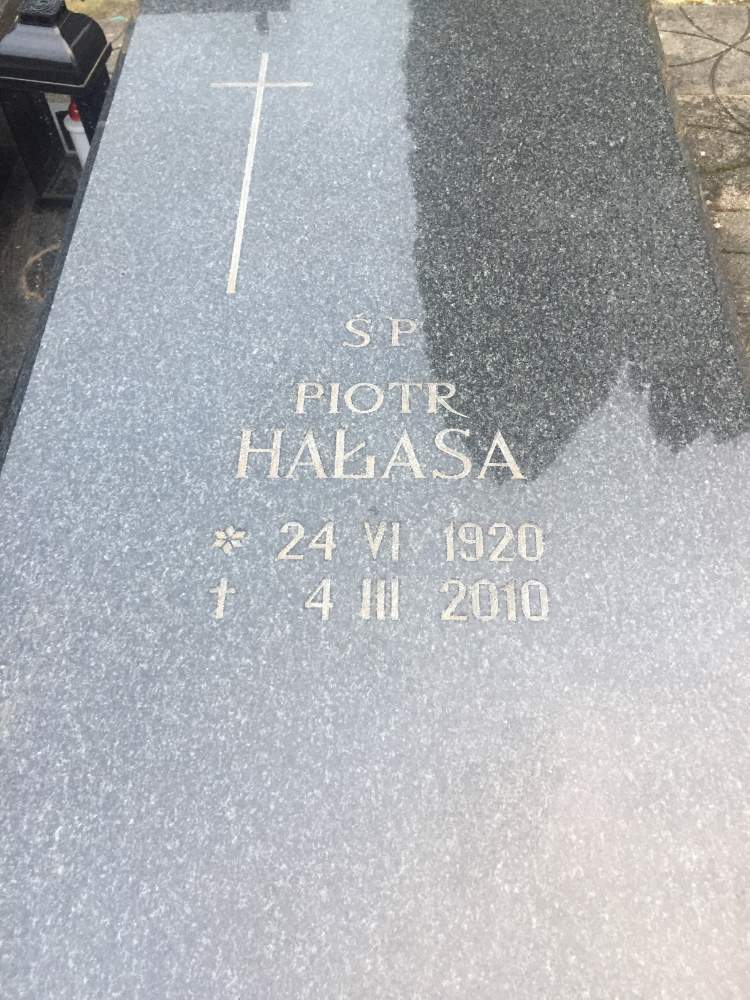 Ś.P.
PIOTR
HAŁASA
* 24 VI 1920
† 4 III 2010